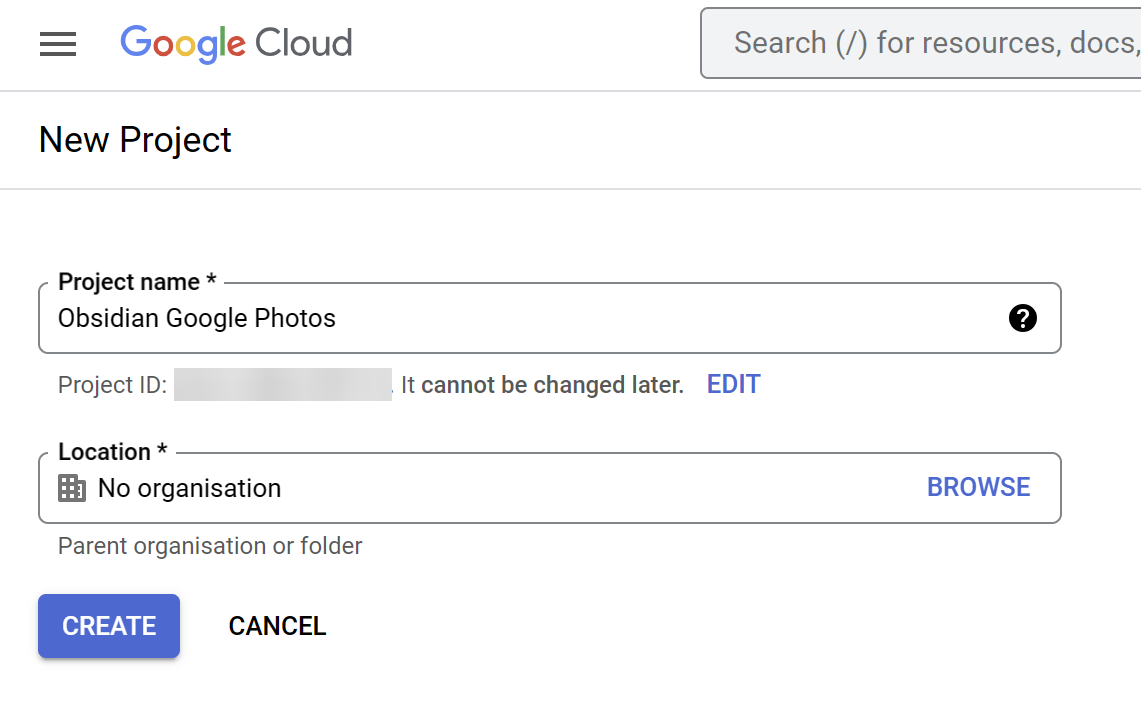 Google Cloud
Search (/) for resources, docs,
New Project
Project name *
Obsidian Google Photos
?
Project ID: . It cannot be changed later. EDIT
Location *
No organisation BROWSE
Parent organisation or folder
CREATE CANCEL